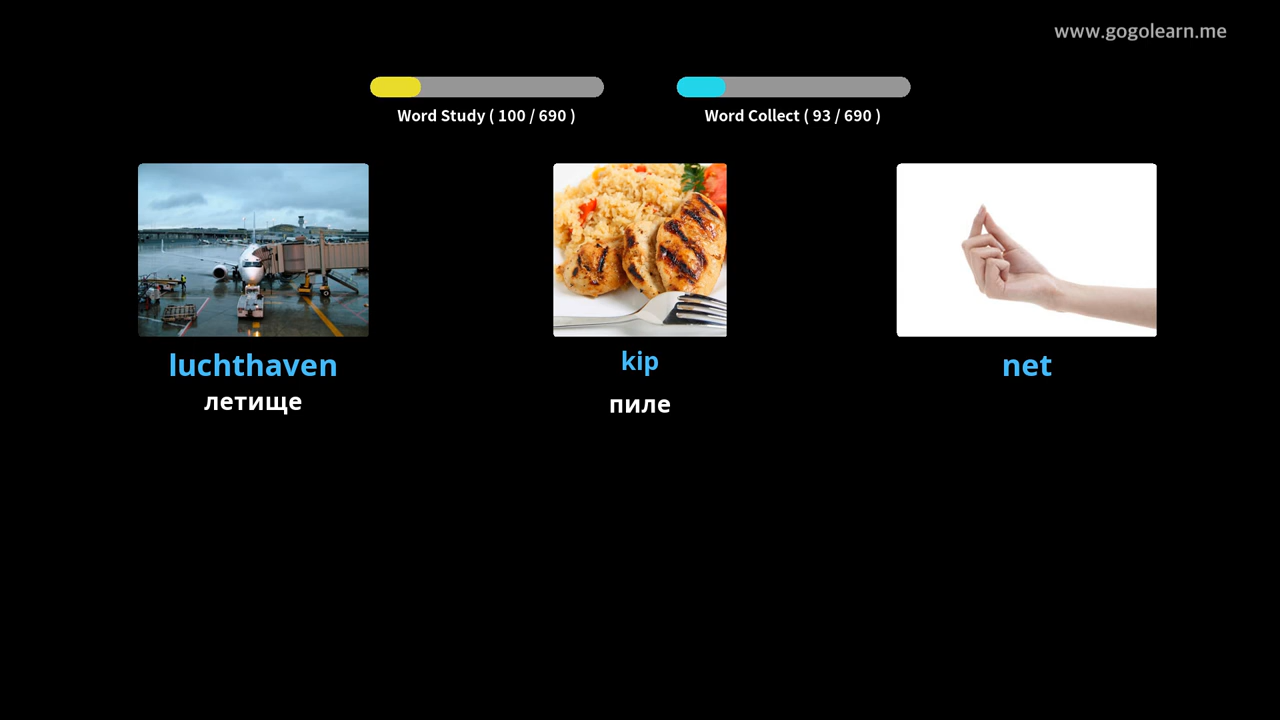 www.gogolearn.me
Word Study ( 100 / 690 )
Word Collect ( 93 / 690 )
luchthaven
летище
kip
пиле
net